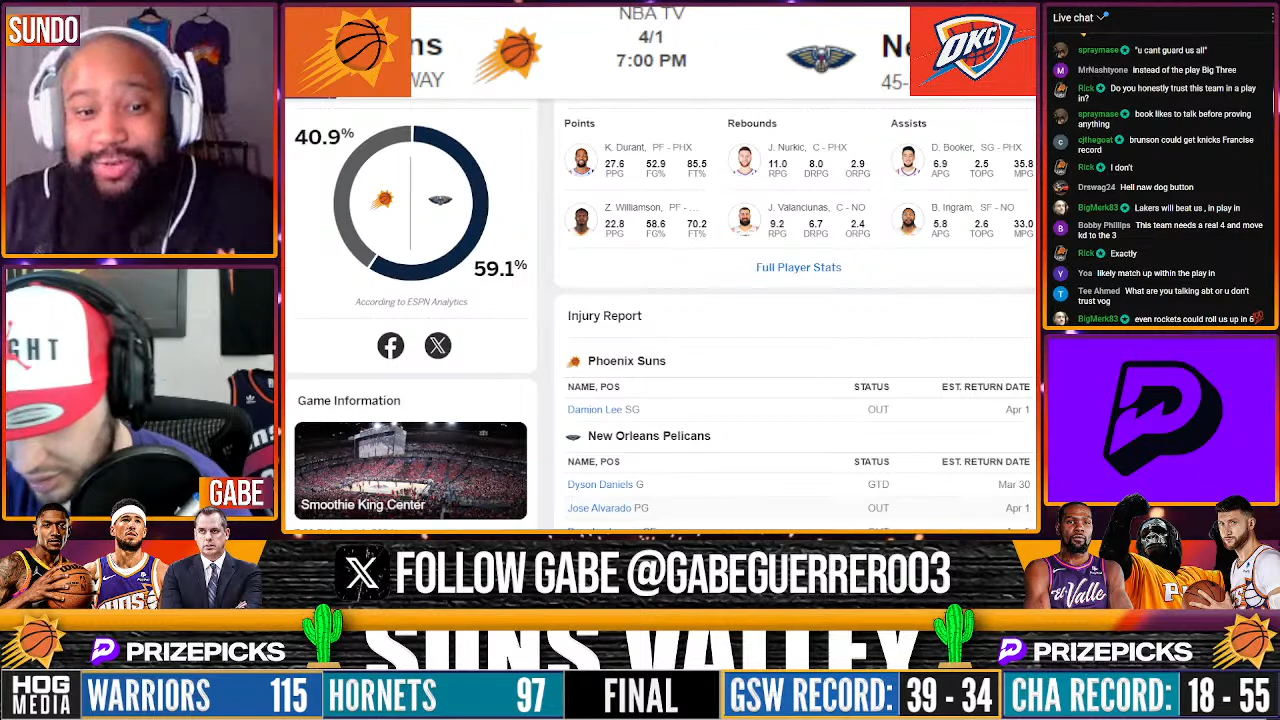 SUNDO
GHT
GABE
ns
WAY
NBA TV
4/1
7:00 PM
Ne
45-
OKC
40.9%
59.1%
According to ESPN Analytics
Game Information
Smoothie King Center
Points
K. Durant, PF - PHX
27.6 52.9 85.5
PPG FG% FT%
Z. Williamson, PF - ...
22.8 58.6 70.2
PPG FG% FT%
Rebounds
J. Nurkic, C - PHX
11.0 8.0 2.9
RPG DRPG ORPG
J. Valanciunas, C - NO
9.2 6.7 2.4
RPG DRPG ORPG
Assists
D. Booker, SG - PHX
6.9 2.5 35.8
APG TOPG MPG
B. Ingram, SF - NO
5.8 2.6 33.0
APG TOPG MPG
Full Player Stats
Injury Report
Phoenix Suns
NAME, POS STATUS EST. RETURN DATE
Damion Lee SG OUT Apr 1
New Orleans Pelicans
NAME, POS STATUS EST. RETURN DATE
Dyson Daniels G GTD Mar 30
Jose Alvarado PG OUT Apr 1
Live chat
spraymase "u cant guard us all"
MrNashtyone Instead of the play Big Three
Rick Do you honestly trust this team in a play
in?
spraymase book likes to talk before proving
anything
cjthegoat brunson could get knicks Francise
record
Rick I don't
Drswag24 Hell naw dog button
BigMerk83 Lakers will beat us , in play in
Bobby Phillips This team needs a real 4 and move
kd to the 3
Rick Exactly
Yoa likely match up within the play in
Tee Ahmed What are you talking abt or u don't
trust vog
BigMerk83 even rockets could roll us up in 6💯
FOLLOW GABE @GABEGUERRERO03
PRIZEPICKS
SUNS VALLEY
PRIZEPICKS
HOG
MEDIA
WARRIORS 115 HORNETS 97 FINAL GSW RECORD: 39 - 34 CHA RECORD: 18 - 55